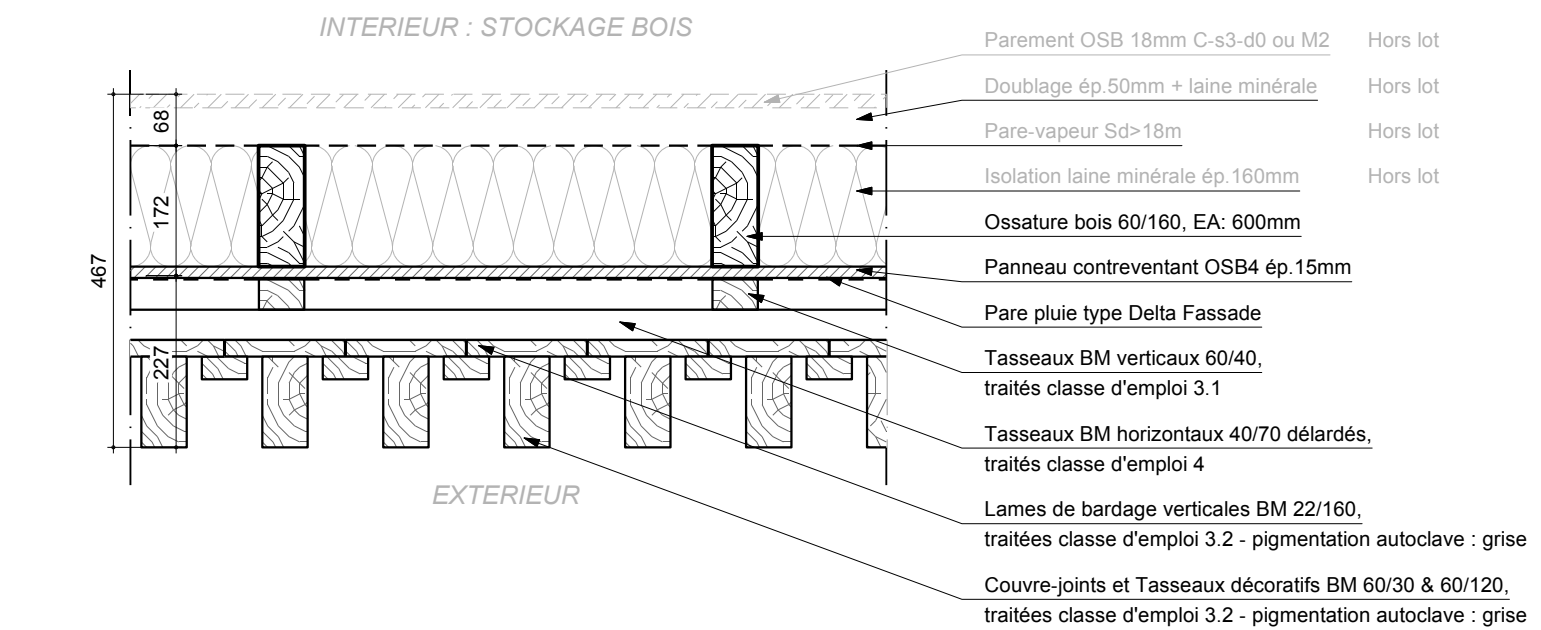 INTERIEUR : STOCKAGE BOIS
Parement OSB 18mm C-s3-d0 ou M2 Hors lot
Doublage ép.50mm + laine minérale Hors lot
Pare-vapeur Sd>18m Hors lot
Isolation laine minérale ép.160mm Hors lot
Ossature bois 60/160, EA: 600mm
Panneau contreventant OSB4 ép.15mm
Pare pluie type Delta Fassade
Tasseaux BM verticaux 60/40,
traités classe d'emploi 3.1
Tasseaux BM horizontaux 40/70 délardés,
traités classe d'emploi 4
Lames de bardage verticales BM 22/160,
traitées classe d'emploi 3.2 - pigmentation autoclave : grise
Couvre-joints et Tasseaux décoratifs BM 60/30 & 60/120,
traitées classe d'emploi 3.2 - pigmentation autoclave : grise
68
172
467
227
EXTERIEUR